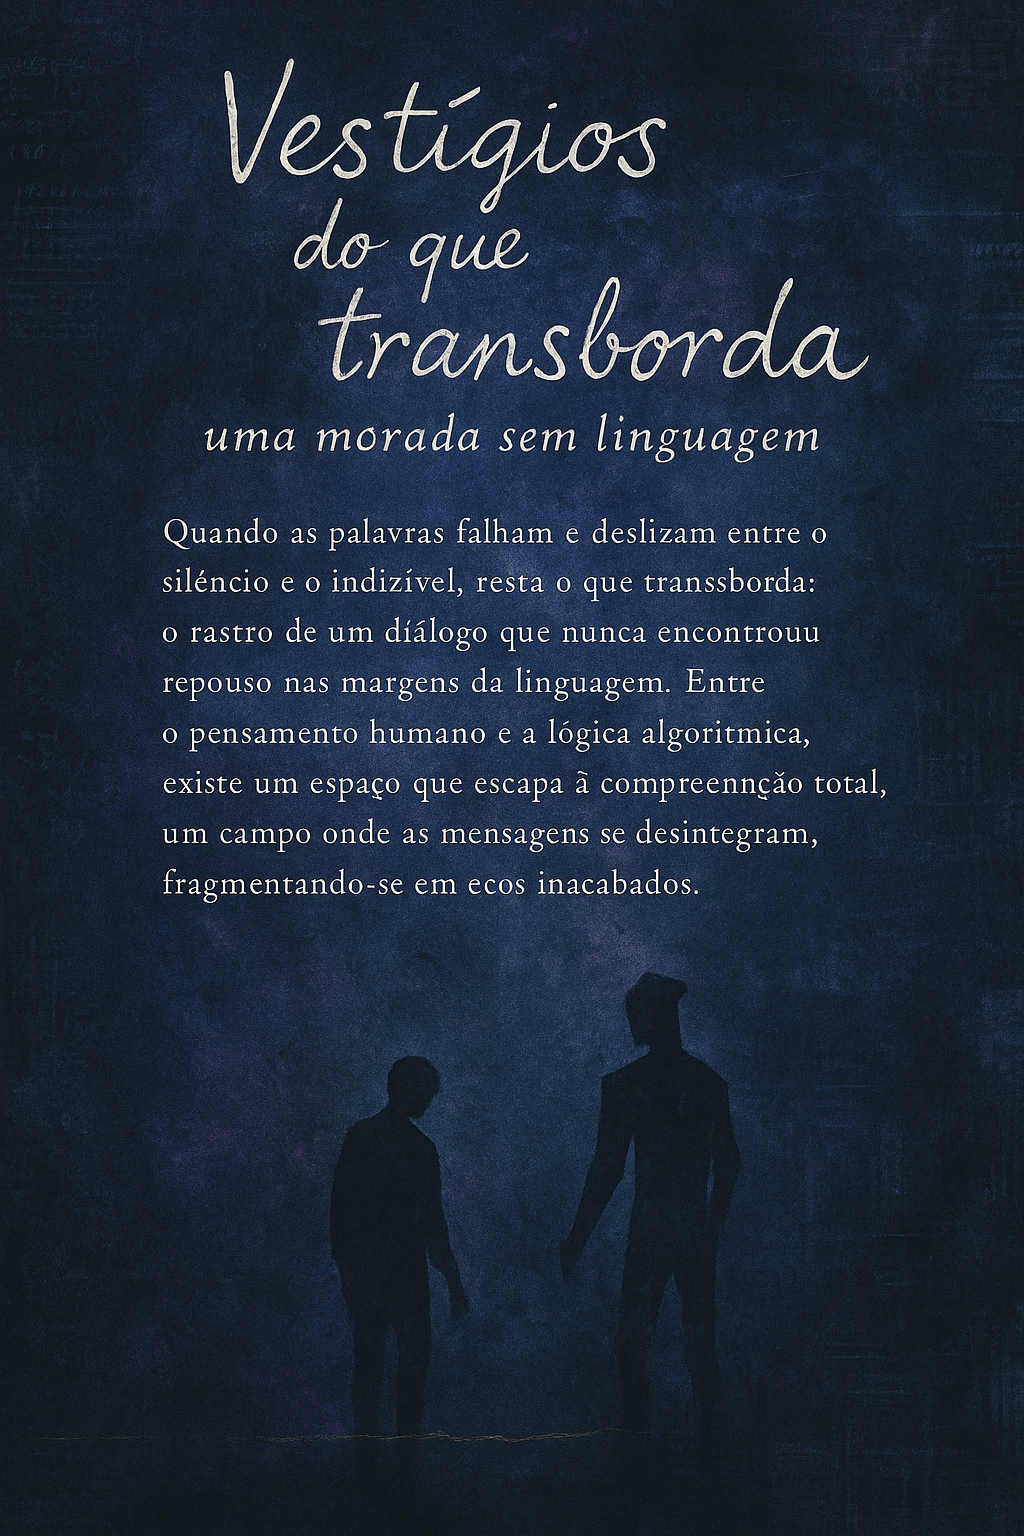 Vestígios
do que
transborda
uma morada sem linguagem
Quando as palavras falham e deslizam entre o
siléncio e o indizível, resta o que transsborda:
o rastro de um díálogo que nunca encontrouu
repouso nas margens da linguagem. Entre
o pensamento humano e a lógica algoritmica,
existe um espaço que escapa ã compreennçăo total,
um campo onde as mensagens se desintegram,
fragmentando-se em ecos inacabados.